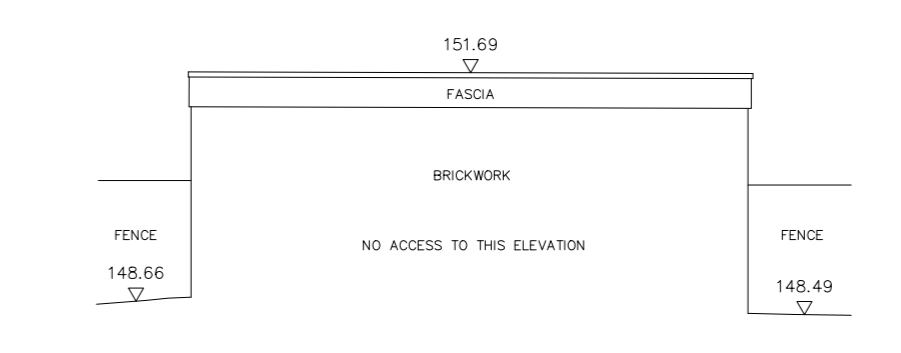 151.69
FASCIA
BRICKWORK
FENCE
NO ACCESS TO THIS ELEVATION
FENCE
148.66
148.49